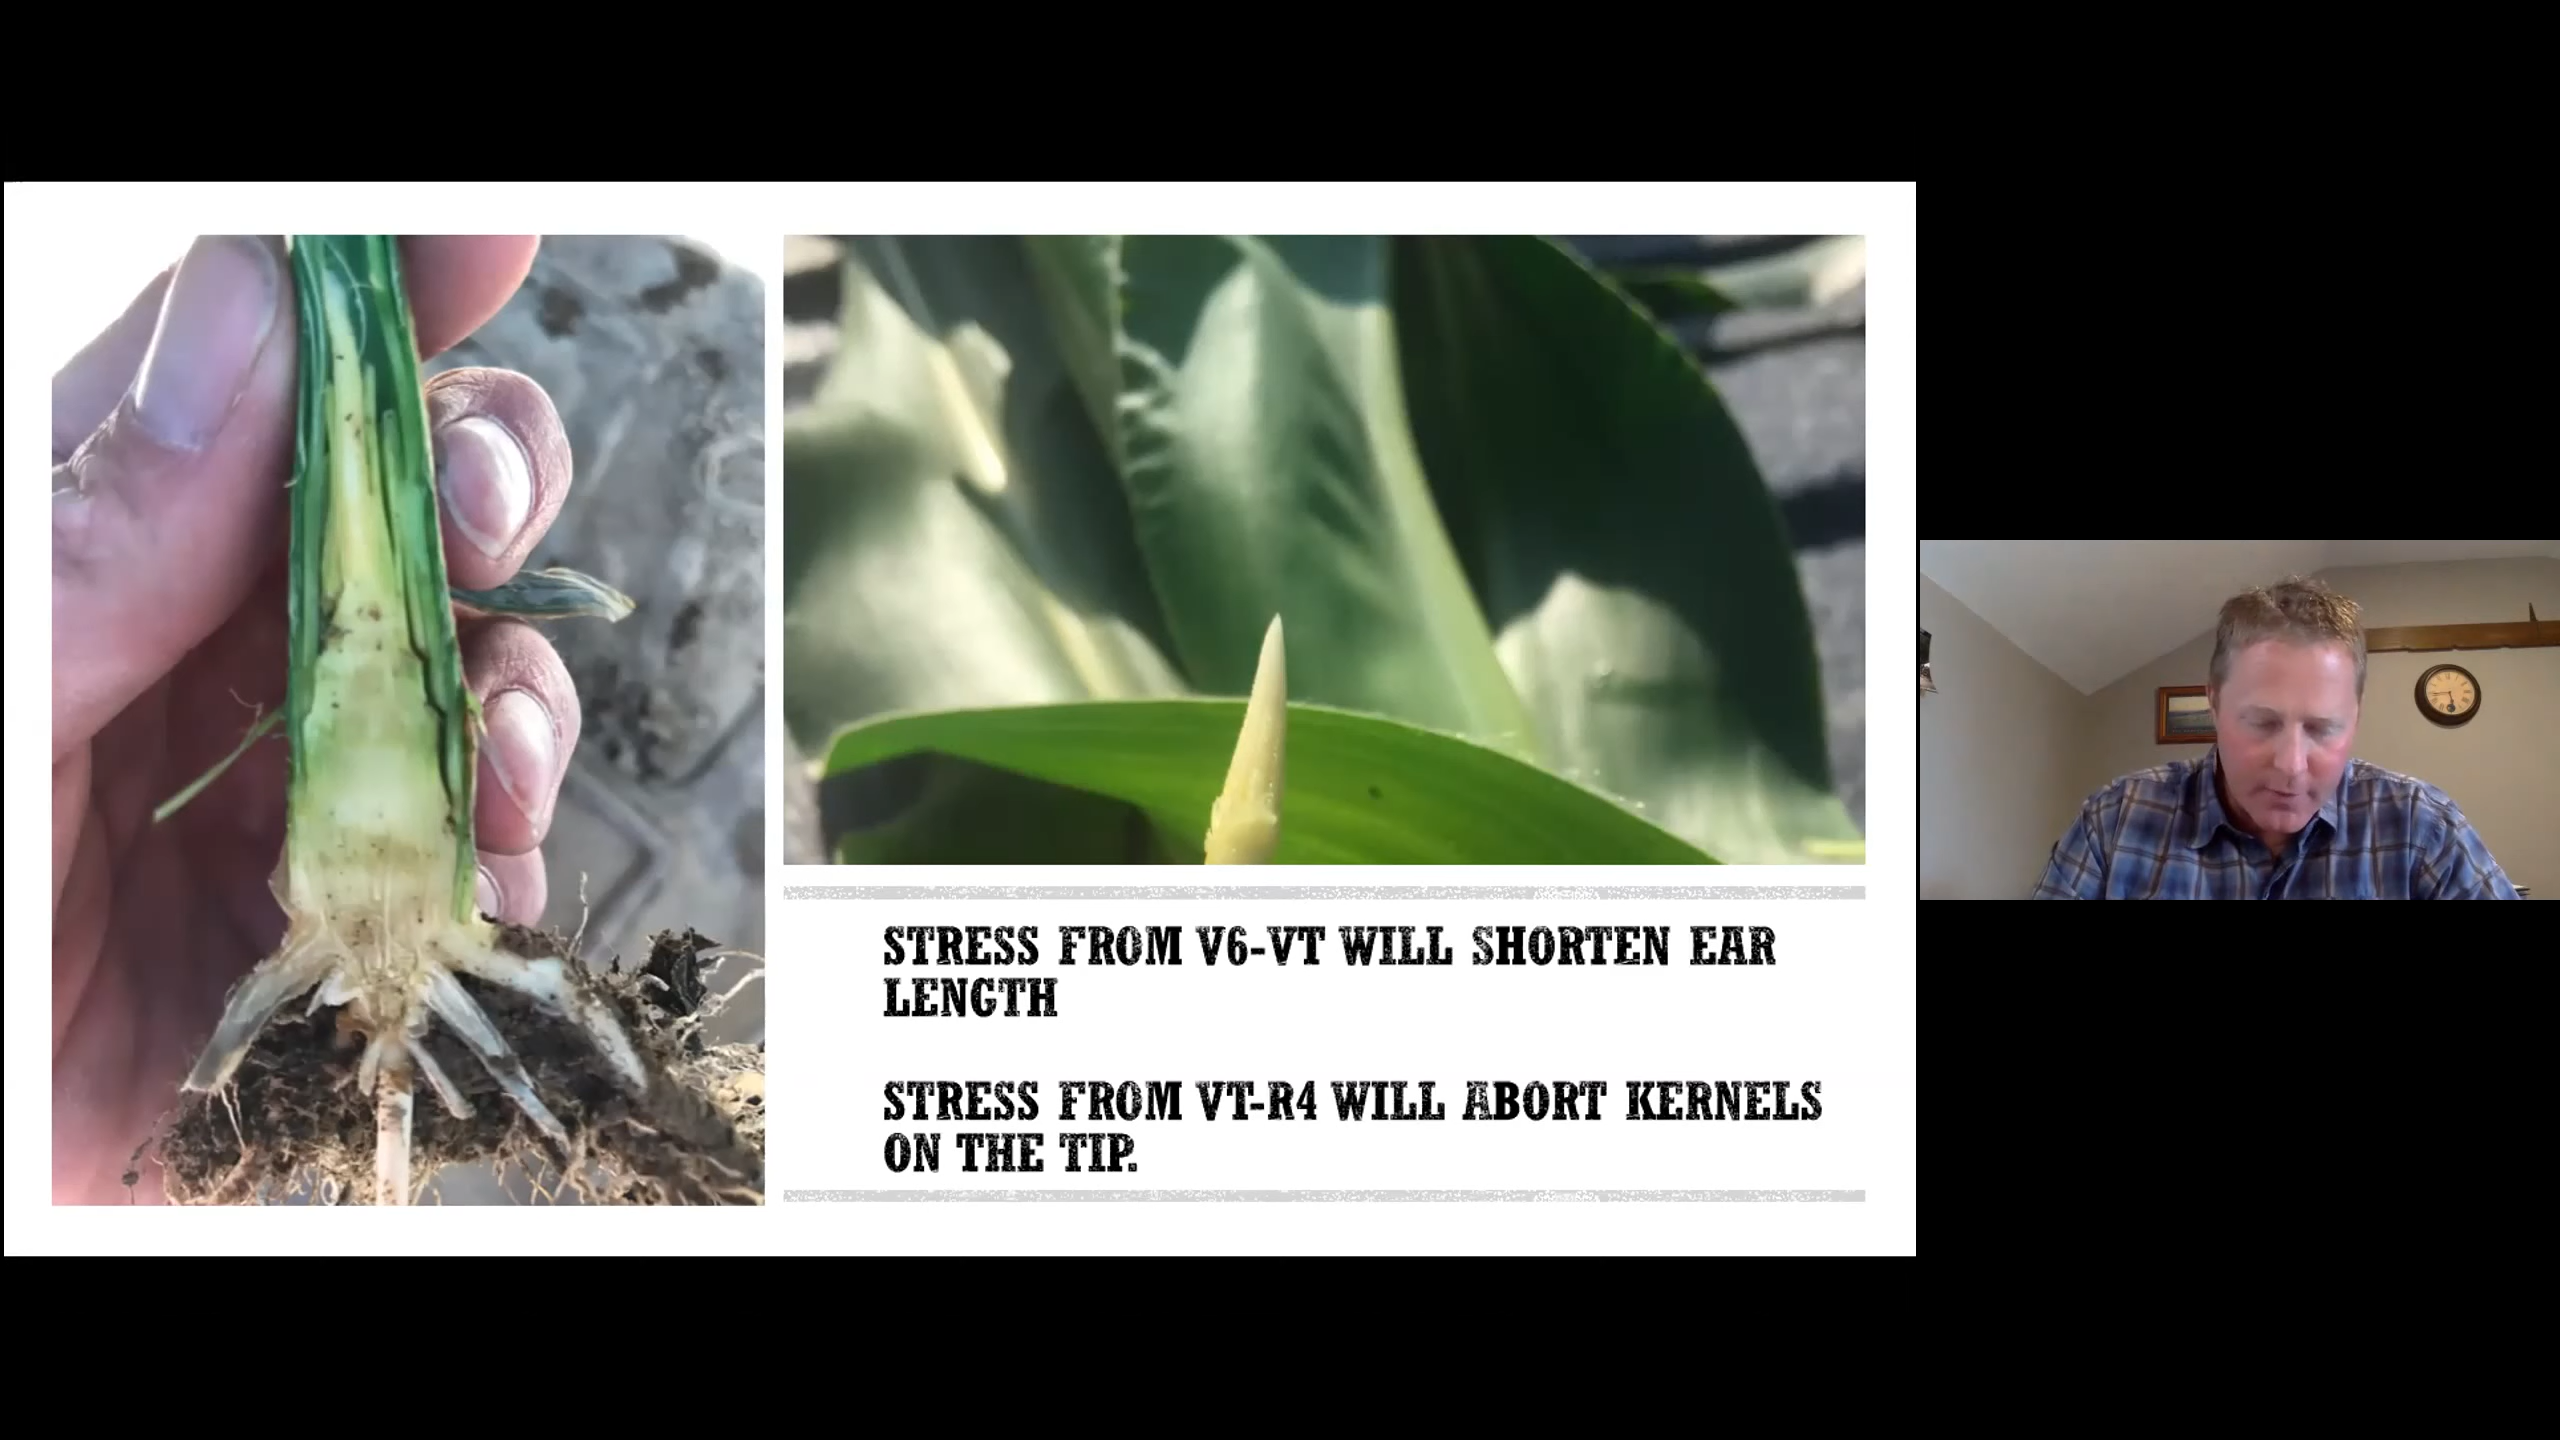 STRESS FROM V6-VT WILL SHORTEN EAR
LENGTH
STRESS FROM VT-R4 WILL ABORT KERNELS
ON THE TIP.